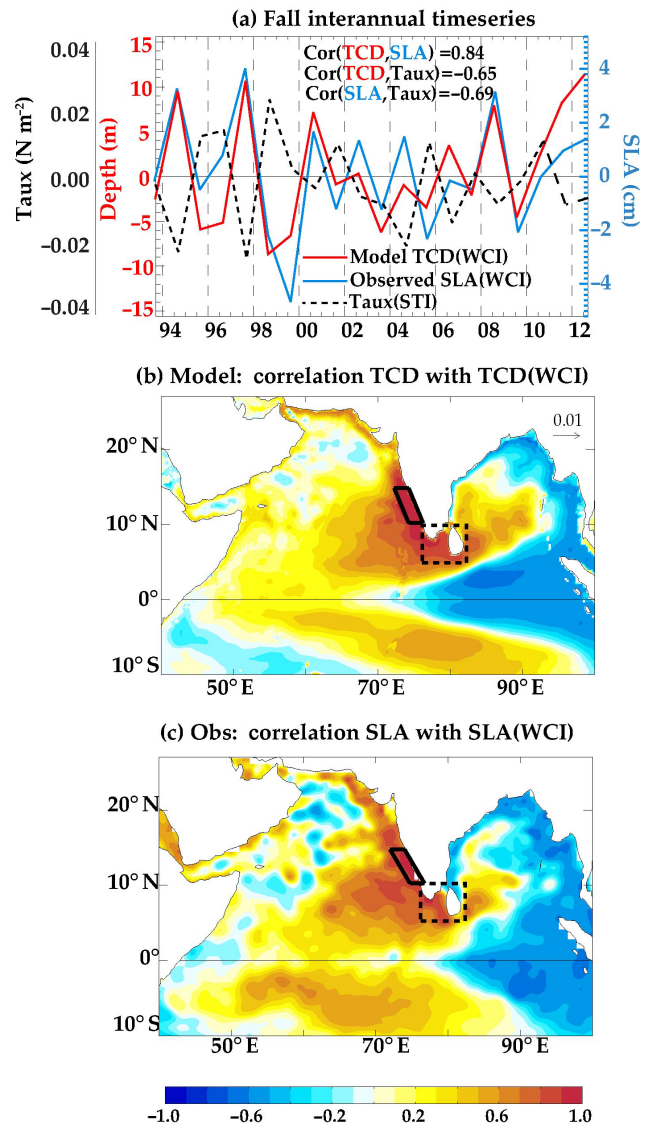 (a) Fall interannual timeseries
Cor(TCD,SLA) =0.84
Cor(TCD,Taux)=−0.65
Cor(SLA,Taux)=−0.69
Taux (N m⁻²)
0.04
0.02
0.00
−0.02
−0.04
Depth (m)
15
10
5
0
−5
−10
−15
SLA (cm)
4
2
0
−2
−4
Model TCD(WCI)
Observed SLA(WCI)
Taux(STI)
94 96 98 00 02 04 06 08 10 12
(b) Model: correlation TCD with TCD(WCI)
0.01
20° N
10° N
0°
10° S
50° E 70° E 90° E
(c) Obs: correlation SLA with SLA(WCI)
20° N
10° N
0°
10° S
50° E 70° E 90° E
−1.0 −0.6 −0.2 0.2 0.6 1.0